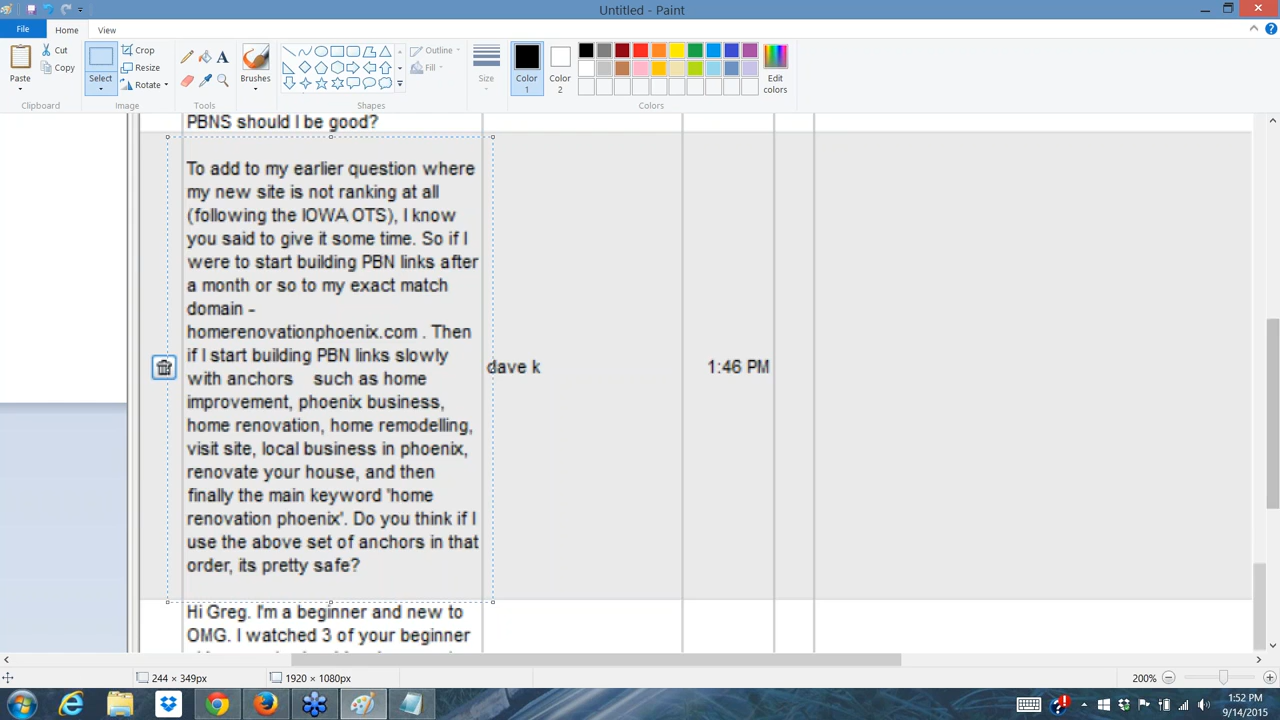 Untitled - Paint
File
Home
View
Paste
Cut
Copy
Clipboard
Select
Crop
Resize
Rotate
Image
A
Tools
Brushes
Outline
Fill
Shapes
Size
Color
1
Color
2
Edit
colors
Colors
PBNS should I be good?
To add to my earlier question where
my new site is not ranking at all
(following the IOWA OTS), I know
you said to give it some time. So if I
were to start building PBN links after
a month or so to my exact match
domain -
homerenovationphoenix.com . Then
if I start building PBN links slowly
with anchors such as home
improvement, phoenix business,
home renovation, home remodelling,
visit site, local business in phoenix,
renovate your house, and then
finally the main keyword 'home
renovation phoenix'. Do you think if I
use the above set of anchors in that
order, its pretty safe?
dave k
1:46 PM
Hi Greg. I'm a beginner and new to
OMG. I watched 3 of your beginner
244 × 349px
1920 × 1080px
200%
1:52 PM
9/14/2015